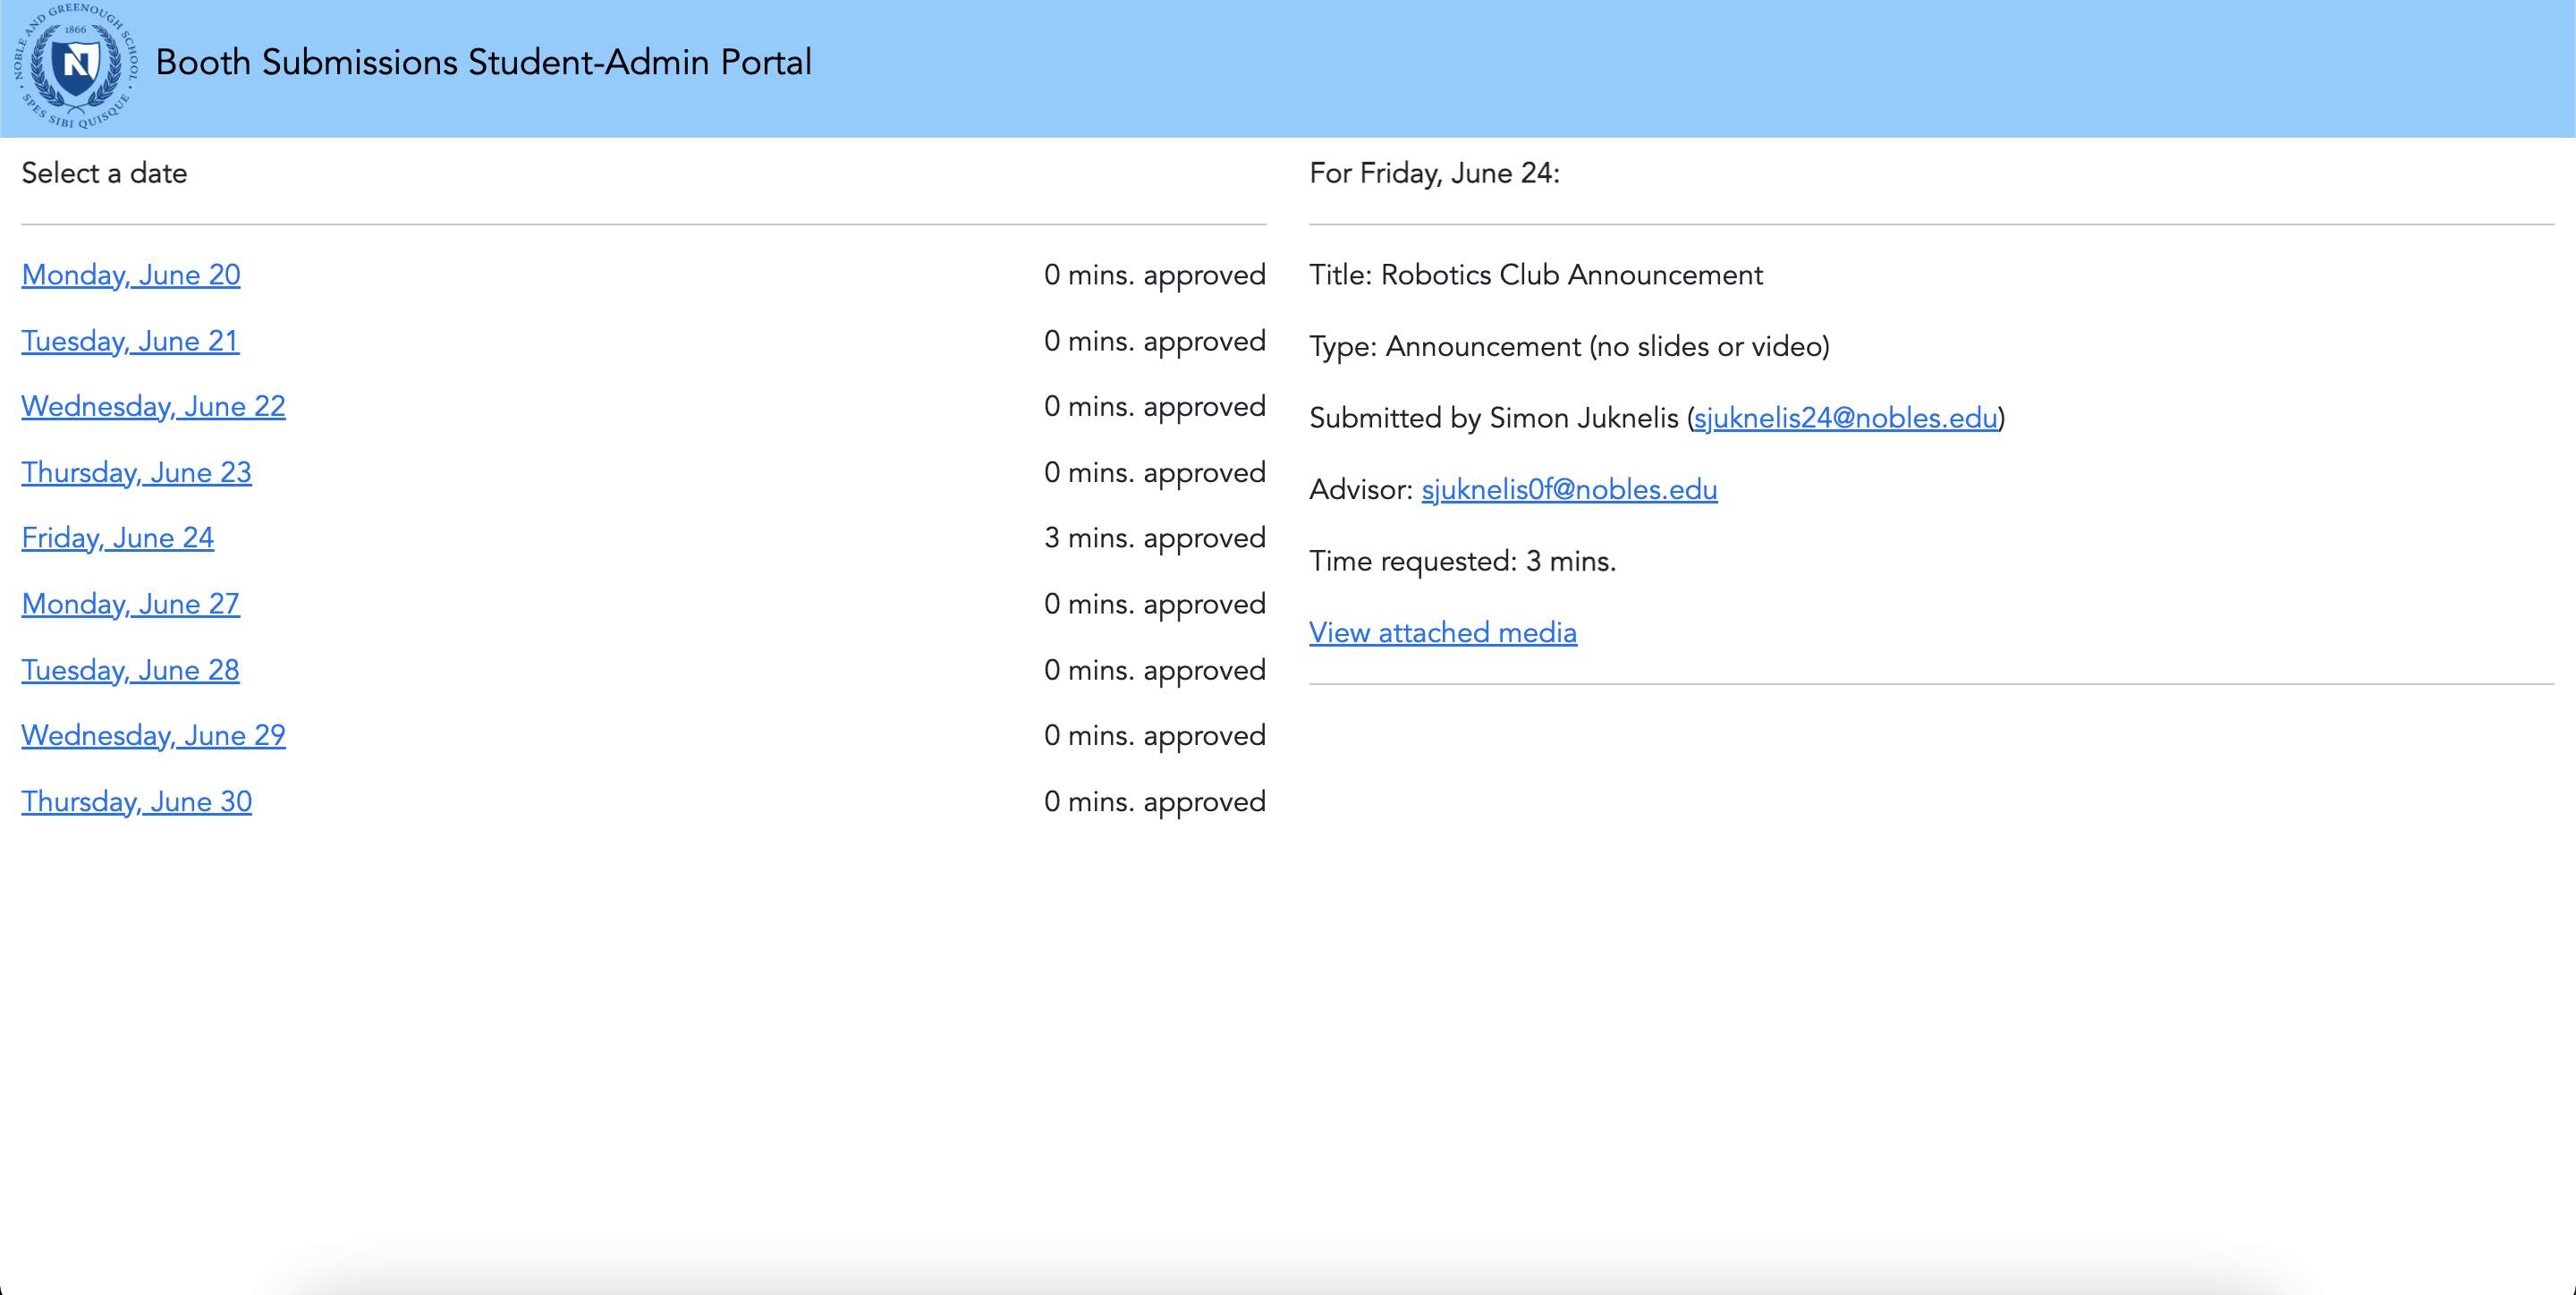 NOBLE AND GREENOUGH SCHOOL • SPES SIBI QUISQUE •
1866
N
Booth Submissions Student-Admin Portal
Select a date
Monday, June 20 0 mins. approved
Tuesday, June 21 0 mins. approved
Wednesday, June 22 0 mins. approved
Thursday, June 23 0 mins. approved
Friday, June 24 3 mins. approved
Monday, June 27 0 mins. approved
Tuesday, June 28 0 mins. approved
Wednesday, June 29 0 mins. approved
Thursday, June 30 0 mins. approved
For Friday, June 24:
Title: Robotics Club Announcement
Type: Announcement (no slides or video)
Submitted by Simon Juknelis (sjuknelis24@nobles.edu)
Advisor: sjuknelis0f@nobles.edu
Time requested: 3 mins.
View attached media